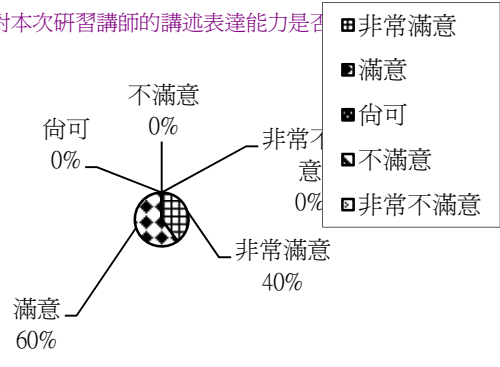 對本次研習講師的講述表達能力是否
非常滿意
滿意
尚可
不滿意
非常不滿意
不滿意
0%
尚可
0%
非常不
意
0%
非常滿意
40%
滿意
60%